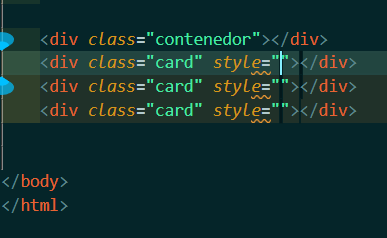 <div class="contenedor"></div>
<div class="card" style=""></div>
<div class="card" style=""></div>
<div class="card" style=""></div>
</body>
</html>